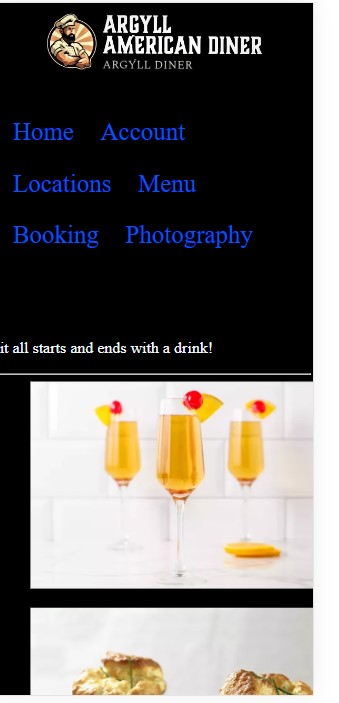 ARGYLL
AMERICAN DINER
ARGYLL DINER
Home Account
Locations Menu
Booking Photography
it all starts and ends with a drink!